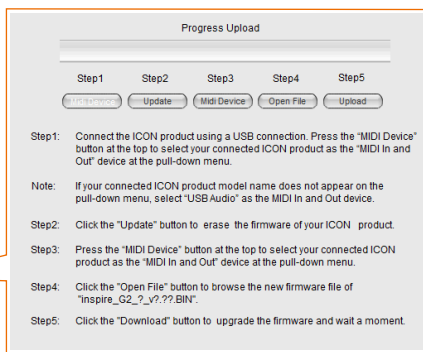 Progress Upload
Step1 Step2 Step3 Step4 Step5
Midi Device Update Midi Device Open File Upload
Step1: Connect the ICON product using a USB connection. Press the "MIDI Device"
button at the top to select your connected ICON product as the "MIDI In and
Out" device at the pull-down menu.
Note: If your connected ICON product model name does not appear on the
pull-down menu, select "USB Audio" as the MIDI In and Out device.
Step2: Click the "Update" button to erase the firmware of your ICON product.
Step3: Press the "MIDI Device" button at the top to select your connected ICON
product as the "MIDI In and Out" device at the pull-down menu.
Step4: Click the "Open File" button to browse the new firmware file of
"inspire_G2_?_v?.??.BIN".
Step5: Click the "Download" button to upgrade the firmware and wait a moment.